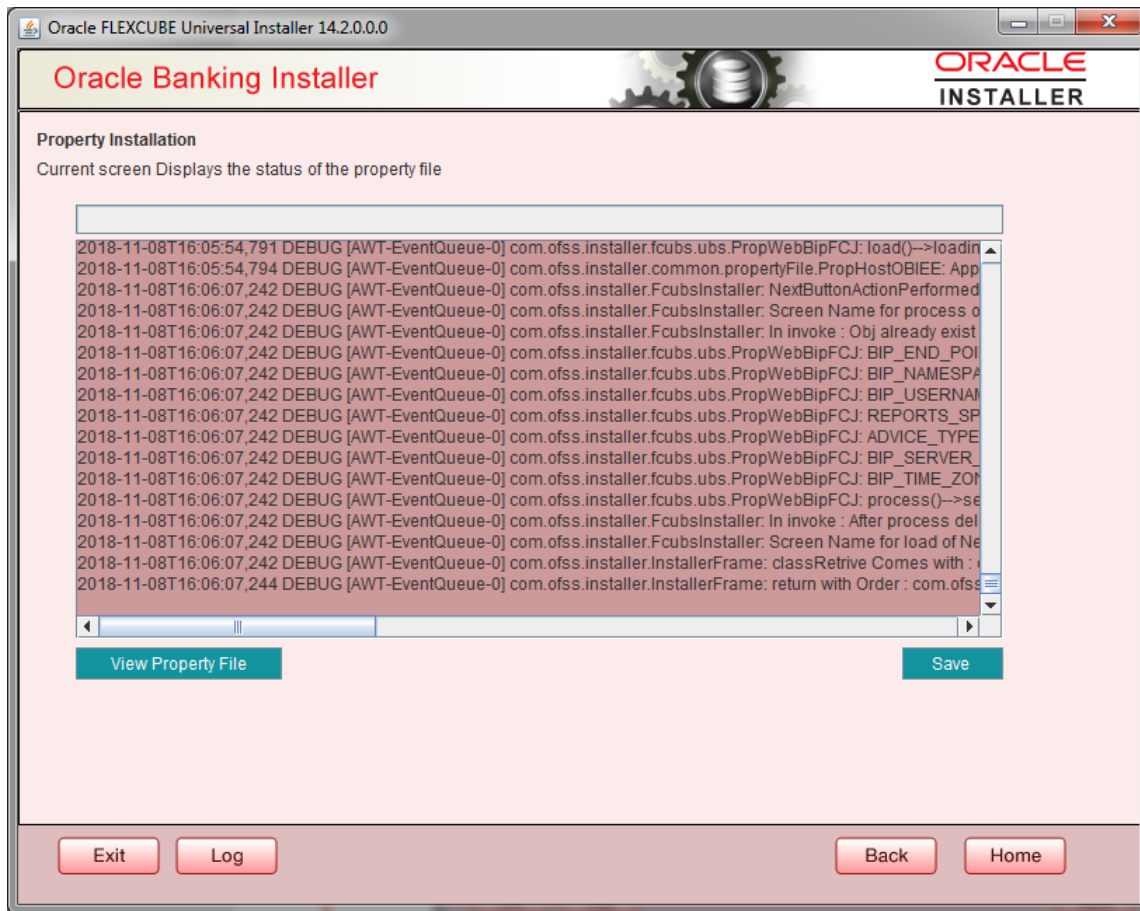 Oracle FLEXCUBE Universal Installer 14.2.0.0.0
Oracle Banking Installer
ORACLE
INSTALLER
Property Installation
Current screen Displays the status of the property file
2018-11-08T16:05:54,791 DEBUG [AWT-EventQueue-0] com.ofss.installer.fcubs.ubs.PropWebBipFCJ: load()-->loadin
2018-11-08T16:05:54,794 DEBUG [AWT-EventQueue-0] com.ofss.installer.common.propertyFile.PropHostOBIEE: App
2018-11-08T16:06:07,242 DEBUG [AWT-EventQueue-0] com.ofss.installer.FcubsInstaller: NextButtonActionPerformed
2018-11-08T16:06:07,242 DEBUG [AWT-EventQueue-0] com.ofss.installer.FcubsInstaller: Screen Name for process o
2018-11-08T16:06:07,242 DEBUG [AWT-EventQueue-0] com.ofss.installer.FcubsInstaller: In invoke : Obj already exist
2018-11-08T16:06:07,242 DEBUG [AWT-EventQueue-0] com.ofss.installer.fcubs.ubs.PropWebBipFCJ: BIP_END_POI
2018-11-08T16:06:07,242 DEBUG [AWT-EventQueue-0] com.ofss.installer.fcubs.ubs.PropWebBipFCJ: BIP_NAMESPA
2018-11-08T16:06:07,242 DEBUG [AWT-EventQueue-0] com.ofss.installer.fcubs.ubs.PropWebBipFCJ: BIP_USERNAM
2018-11-08T16:06:07,242 DEBUG [AWT-EventQueue-0] com.ofss.installer.fcubs.ubs.PropWebBipFCJ: REPORTS_SP
2018-11-08T16:06:07,242 DEBUG [AWT-EventQueue-0] com.ofss.installer.fcubs.ubs.PropWebBipFCJ: ADVICE_TYPE
2018-11-08T16:06:07,242 DEBUG [AWT-EventQueue-0] com.ofss.installer.fcubs.ubs.PropWebBipFCJ: BIP_SERVER_
2018-11-08T16:06:07,242 DEBUG [AWT-EventQueue-0] com.ofss.installer.fcubs.ubs.PropWebBipFCJ: BIP_TIME_ZON
2018-11-08T16:06:07,242 DEBUG [AWT-EventQueue-0] com.ofss.installer.fcubs.ubs.PropWebBipFCJ: process()-->se
2018-11-08T16:06:07,242 DEBUG [AWT-EventQueue-0] com.ofss.installer.FcubsInstaller: In invoke : After process del
2018-11-08T16:06:07,242 DEBUG [AWT-EventQueue-0] com.ofss.installer.FcubsInstaller: Screen Name for load of Ne
2018-11-08T16:06:07,242 DEBUG [AWT-EventQueue-0] com.ofss.installer.InstallerFrame: classRetrive Comes with :
2018-11-08T16:06:07,244 DEBUG [AWT-EventQueue-0] com.ofss.installer.InstallerFrame: return with Order : com.ofss
View Property File
Save
Exit
Log
Back
Home